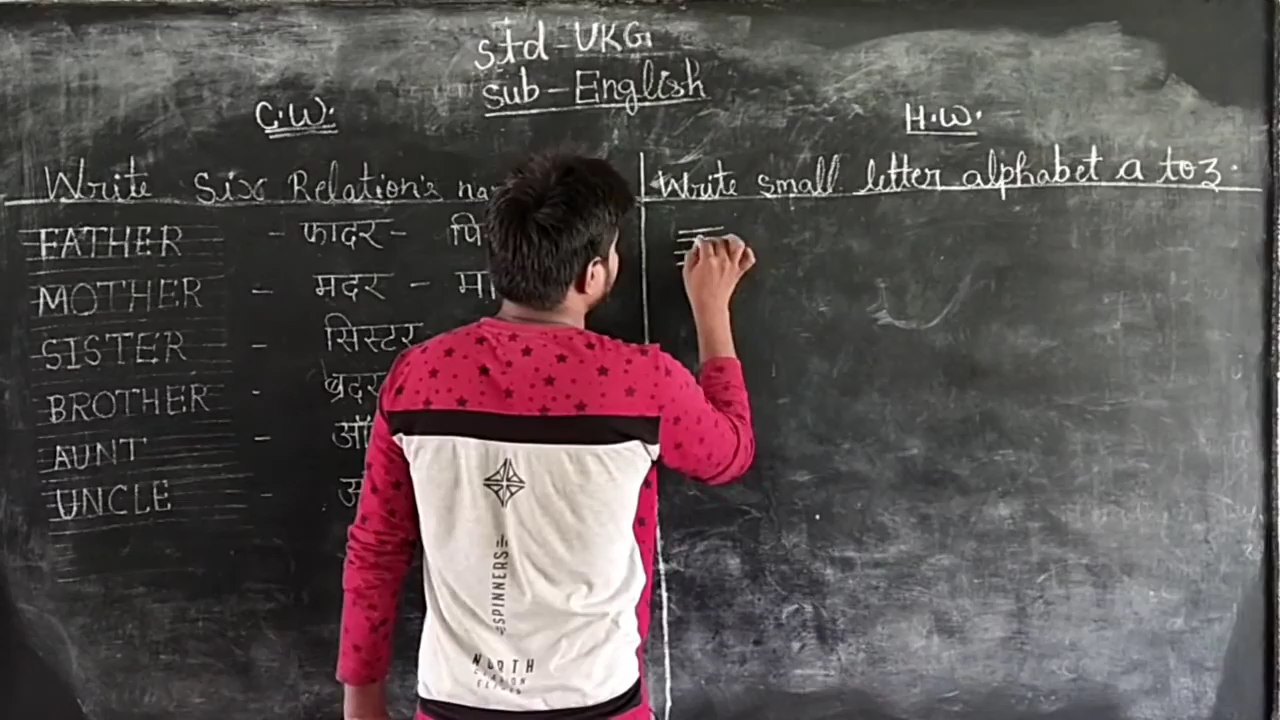 Std-UKG
Sub-English
C.W.
Write Six Relation's
FATHER - फादर - पि
MOTHER - मदर - मा
SISTER - सिस्टर
BROTHER - ब्रदर
AUNT - ऑ
UNCLE -
H.W.
Write small letter alphabet a to z.
SPINNERS
NORTH